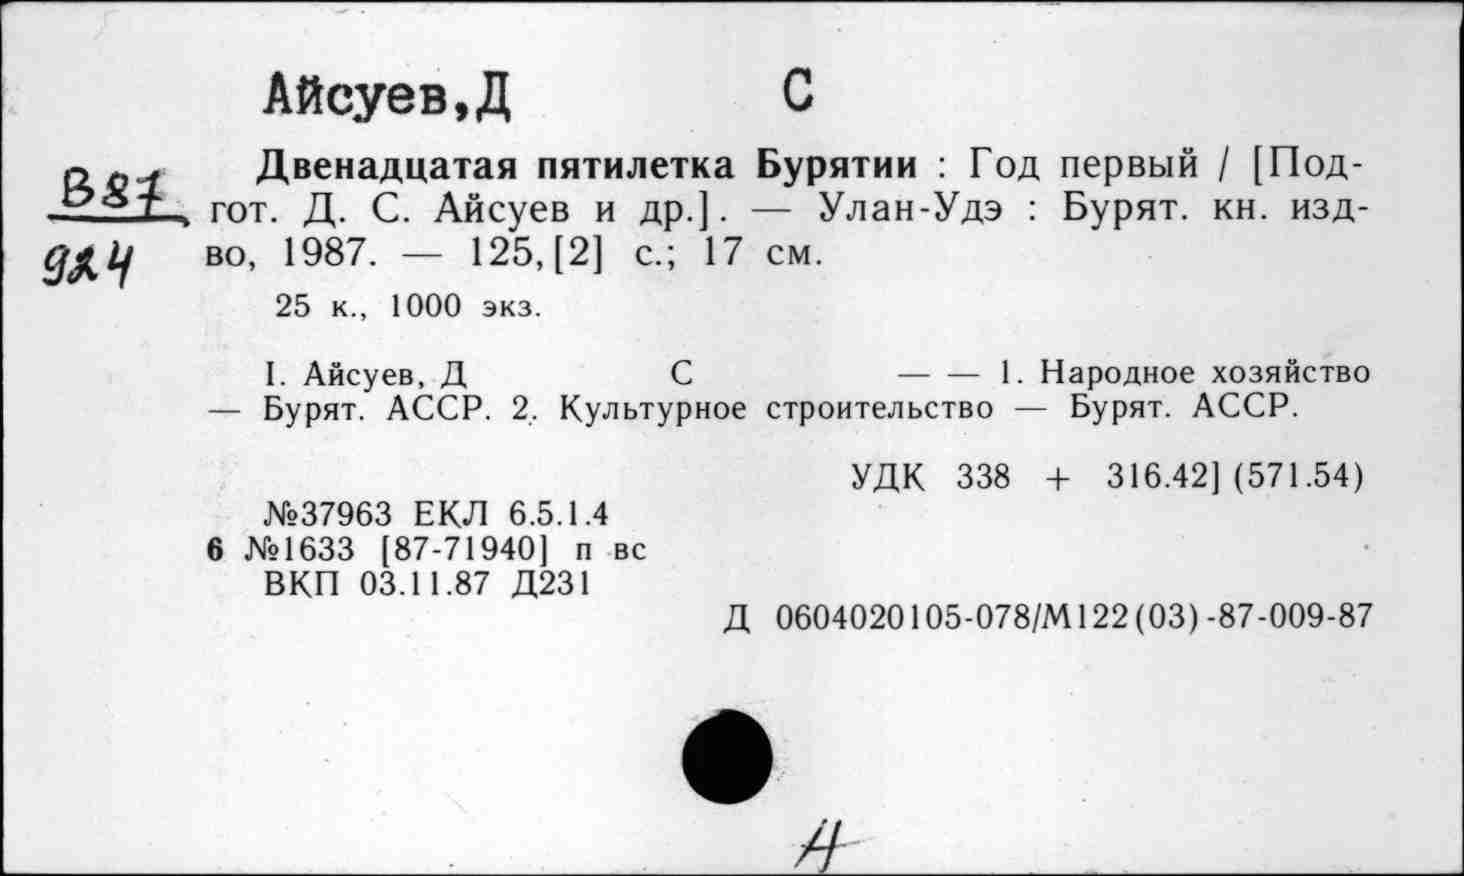 Айсуев,Д С
Двенадцатая пятилетка Бурятии : Год первый / [Под-
В87 гот. Д. С. Айсуев и др.]. — Улан-Удэ : Бурят. кн. изд-
924 во, 1987. — 125,[2] с.; 17 см.
25 к., 1000 экз.
I. Айсуев, Д С — — 1. Народное хозяйство
— Бурят. АССР. 2. Культурное строительство — Бурят. АССР.
УДК 338 + 316.42] (571.54)
№37963 ЕКЛ 6.5.1.4
6 №1633 [87-71940] п вс
ВКП 03.11.87 Д231
Д 0604020105-078/М122(03)-87-009-87